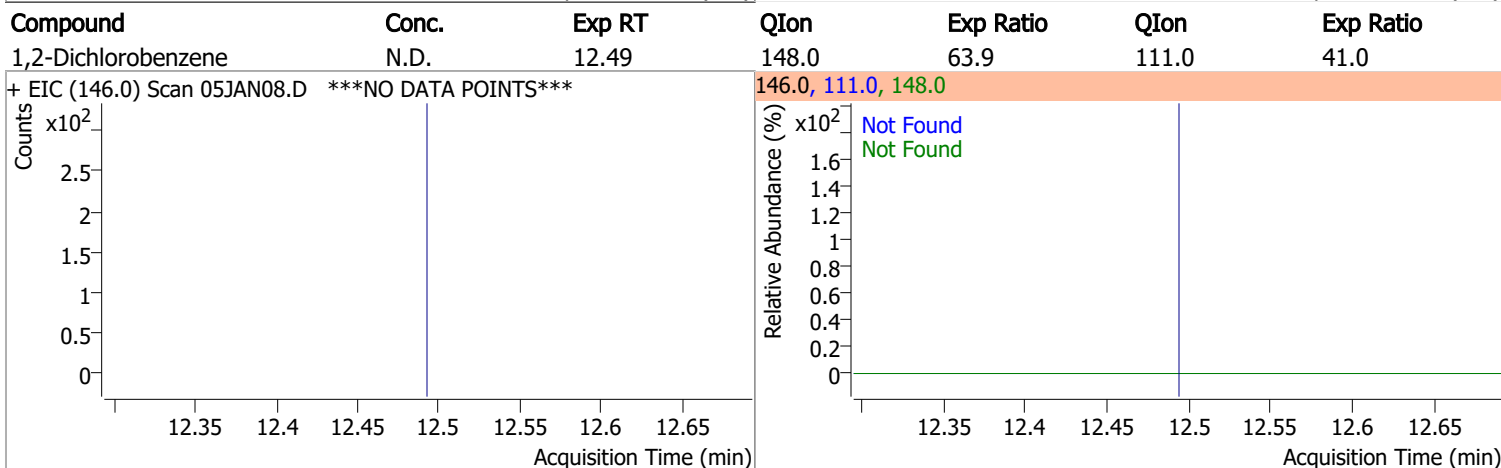 Compound Conc. Exp RT QIon Exp Ratio QIon Exp Ratio
1,2-Dichlorobenzene N.D. 12.49 148.0 63.9 111.0 41.0
+ EIC (146.0) Scan 05JAN08.D ***NO DATA POINTS***
Counts
x10²
2.5
2
1.5
1
0.5
0
12.35 12.4 12.45 12.5 12.55 12.6 12.65
Acquisition Time (min)
146.0, 111.0, 148.0
Relative Abundance (%)
x10²
Not Found
Not Found
1.6
1.4
1.2
1
0.8
0.6
0.4
0.2
0
12.35 12.4 12.45 12.5 12.55 12.6 12.65
Acquisition Time (min)